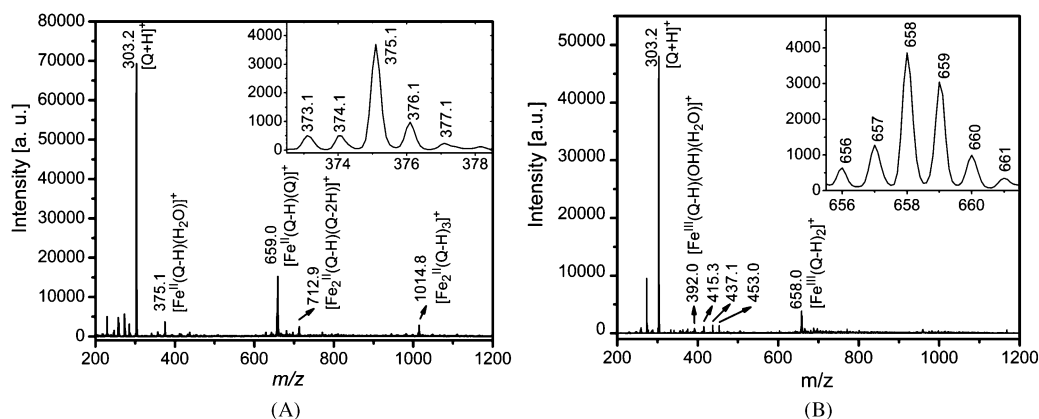 80000
70000
60000
50000
40000
30000
20000
10000
0
Intensity [a. u.]
200 400 600 800 1000 1200
m/z
303.2
[Q+H]⁺
375.1
[Feᴵᴵ(Q-H)(H₂O)]⁺
659.0
[Feᴵᴵ(Q-H)(Q)]⁺
712.9
[Fe₂ᴵᴵ(Q-H)(Q-2H)]⁺
1014.8
[Fe₂ᴵᴵ(Q-H)₃]⁺
4000
3000
2000
1000
0
374 376 378
373.1
374.1
375.1
376.1
377.1
(A)
50000
40000
30000
20000
10000
0
Intensity [a.u.]
200 400 600 800 1000 1200
m/z
303.2
[Q+H]⁺
392.0 [Feᴵᴵᴵ(Q-H)(OH)(H₂O)]⁺
415.3
437.1
453.0
658.0
[Feᴵᴵᴵ(Q-H)₂]⁺
4000
3000
2000
1000
0
656 658 660
656
657
658
659
660
661
(B)